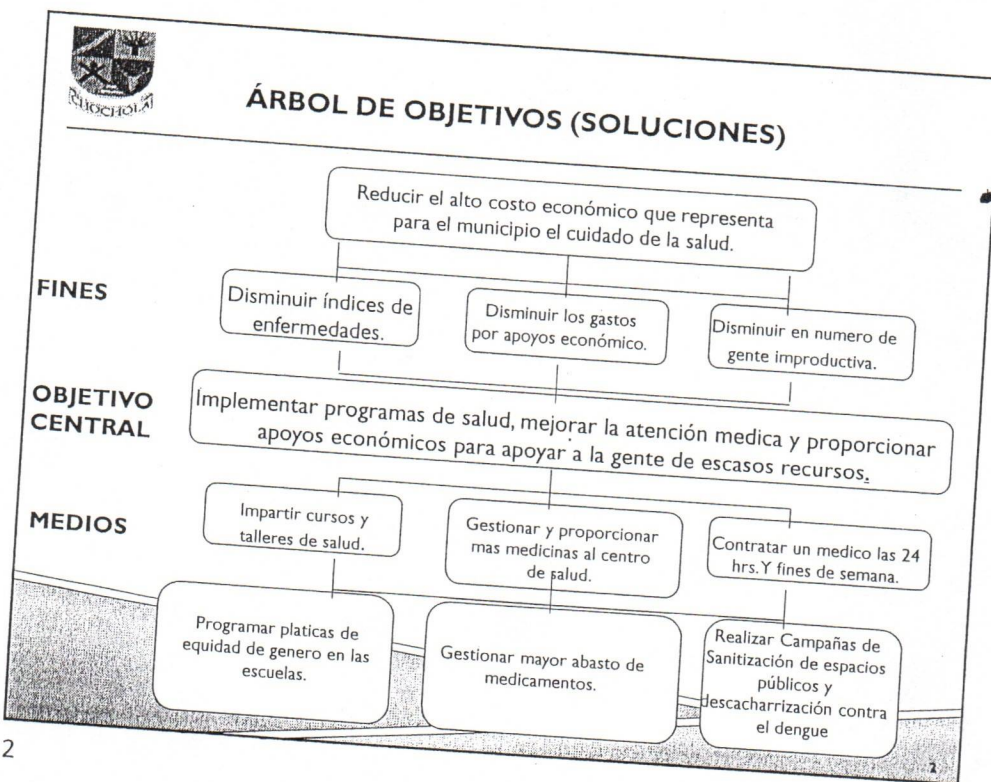 CHOCHOLÁ
ÁRBOL DE OBJETIVOS (SOLUCIONES)
Reducir el alto costo económico que representa
para el municipio el cuidado de la salud.
FINES
Disminuir índices de
enfermedades.
Disminuir los gastos
por apoyos económico.
Disminuir en numero de
gente improductiva.
OBJETIVO
CENTRAL
Implementar programas de salud, mejorar la atención medica y proporcionar
apoyos económicos para apoyar a la gente de escasos recursos.
MEDIOS
Impartir cursos y
talleres de salud.
Gestionar y proporcionar
mas medicinas al centro
de salud.
Contratar un medico las 24
hrs. Y fines de semana.
Programar platicas de
equidad de genero en las
escuelas.
Gestionar mayor abasto de
medicamentos.
Realizar Campañas de
Sanitización de espacios
públicos y
descacharrización contra
el dengue
2
2